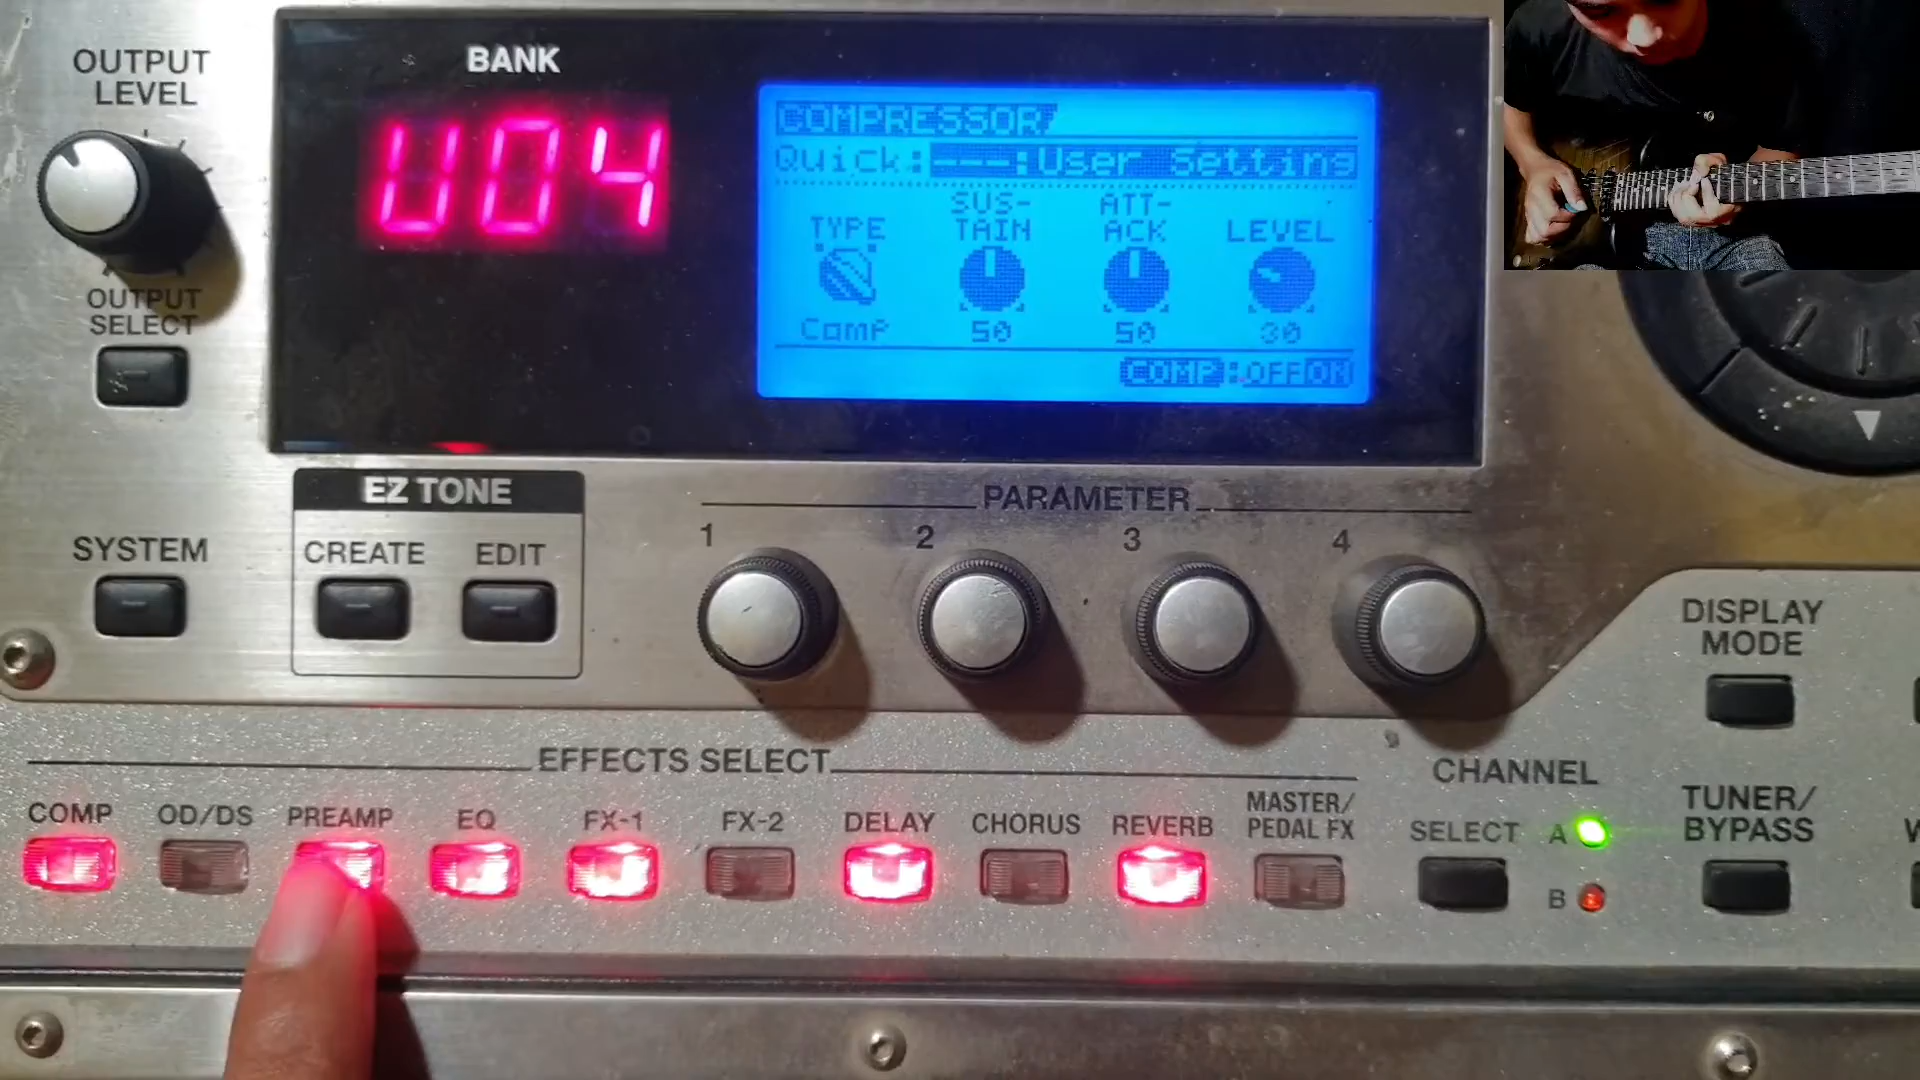 OUTPUT
LEVEL
BANK
U04
COMPRESSOR
Quick:---:User Setting
TYPE
SUS-
TAIN
ATT-
ACK
LEVEL
Comp
50
50
30
COMP:OFF ON
OUTPUT
SELECT
EZ TONE
CREATE EDIT
SYSTEM
PARAMETER
1 2 3 4
DISPLAY
MODE
EFFECTS SELECT
COMP OD/DS PREAMP EQ FX-1 FX-2 DELAY CHORUS REVERB
MASTER/
PEDAL FX
CHANNEL
SELECT A
B
TUNER/
BYPASS